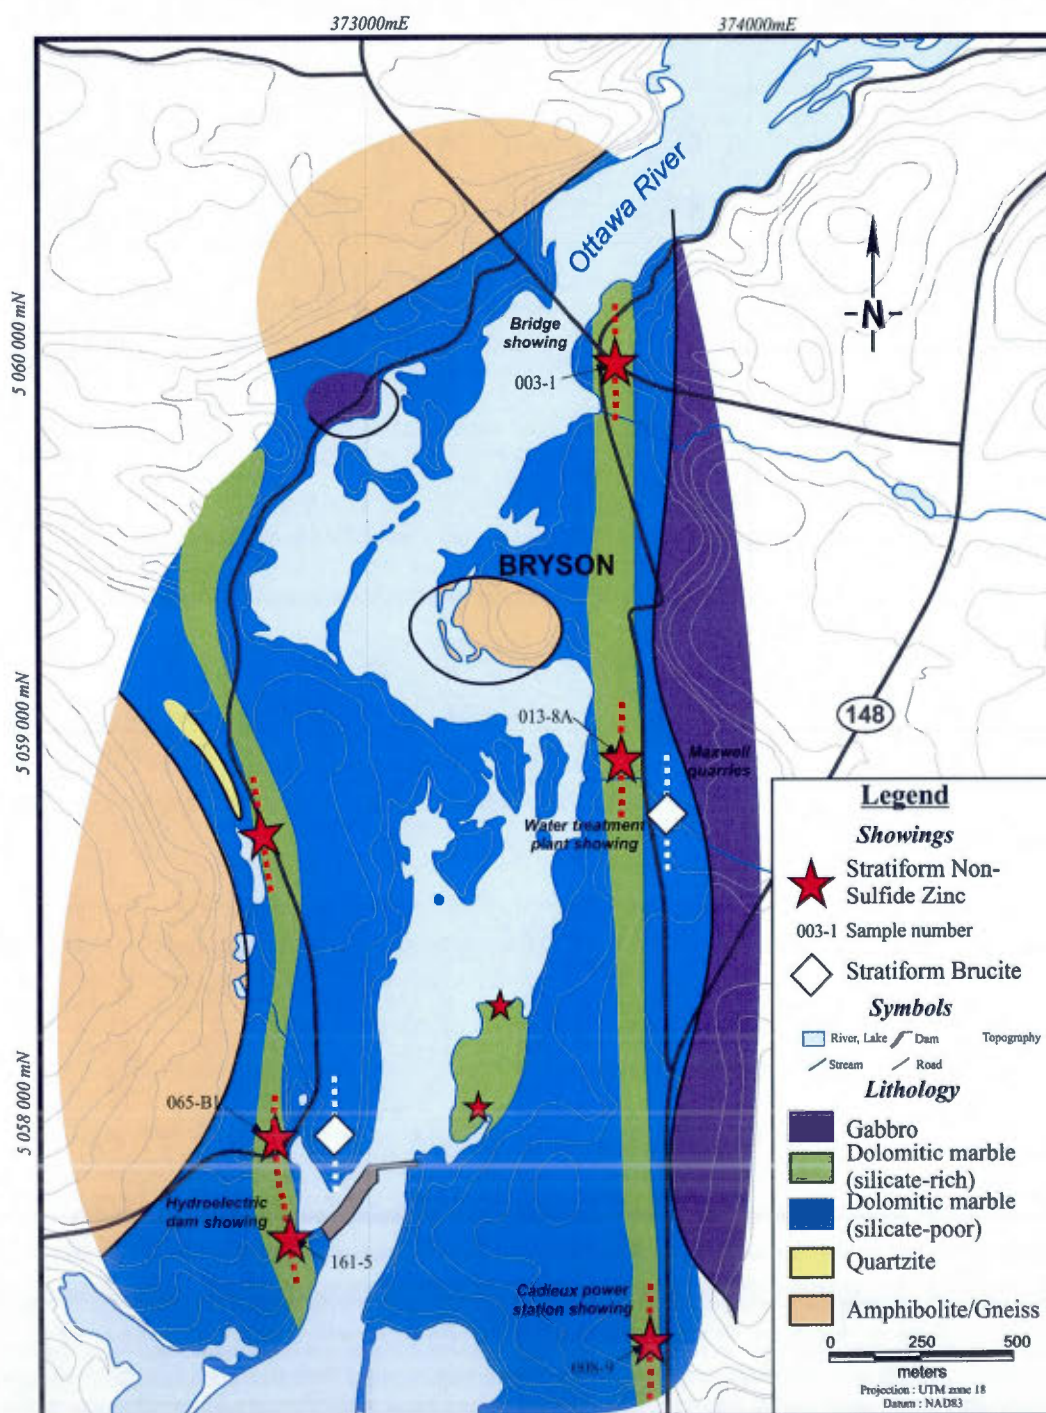 373000mE
374000mE
Ottawa River
5 060 000 mN
Bridge
showing
003-1
-N-
BRYSON
5 059 000 mN
013-8A
148
Maxwell
quarries
Water treatment
plant showing
5 058 000 mN
065-B1
Hydroelectric
dam showing
161-5
Cadieux power
station showing
Legend
Showings
Stratiform Non-
Sulfide Zinc
003-1 Sample number
Stratiform Brucite
Symbols
River, Lake Dam Topography
Stream Road
Lithology
Gabbro
Dolomitic marble
(silicate-rich)
Dolomitic marble
(silicate-poor)
Quartzite
Amphibolite/Gneiss
0 250 500
meters
Projection : UTM zone 18
Datum : NAD83